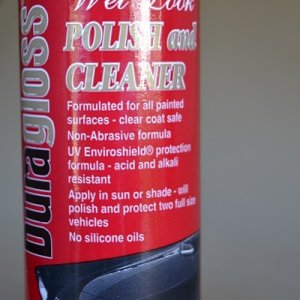 Wet Look
POLISH and
CLEANER
Duragloss
Formulated for all painted
surfaces - clear coat safe
Non-Abrasive formula
UV Enviroshield® protection
formula - acid and alkali
resistant
Apply in sun or shade - will
polish and protect two full size
vehicles
No silicone oils